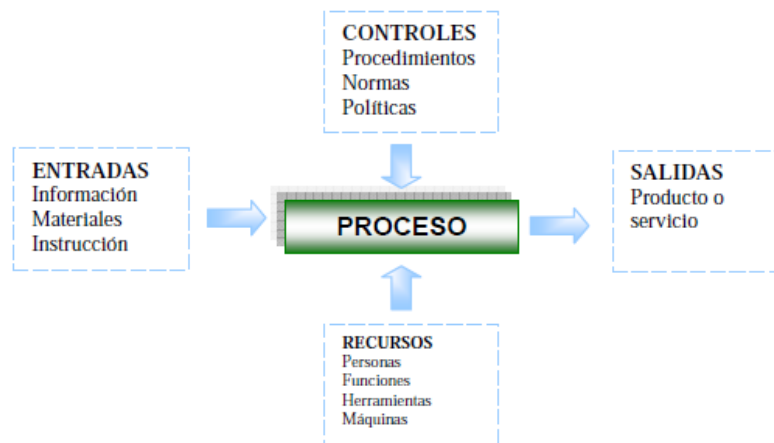 CONTROLES
Procedimientos
Normas
Políticas
ENTRADAS
Información
Materiales
Instrucción
PROCESO
SALIDAS
Producto o
servicio
RECURSOS
Personas
Funciones
Herramientas
Máquinas